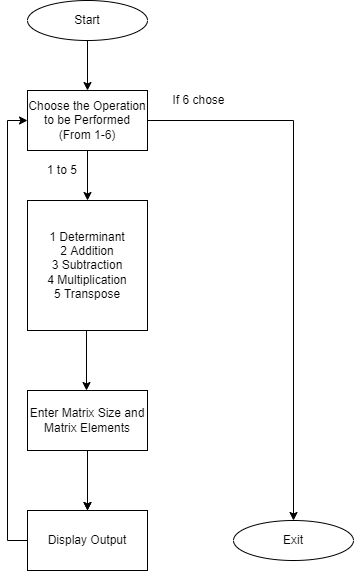 Start
Choose the Operation
to be Performed
(From 1-6)
If 6 chose
1 to 5
1 Determinant
2 Addition
3 Subtraction
4 Multiplication
5 Transpose
Enter Matrix Size and
Matrix Elements
Display Output
Exit